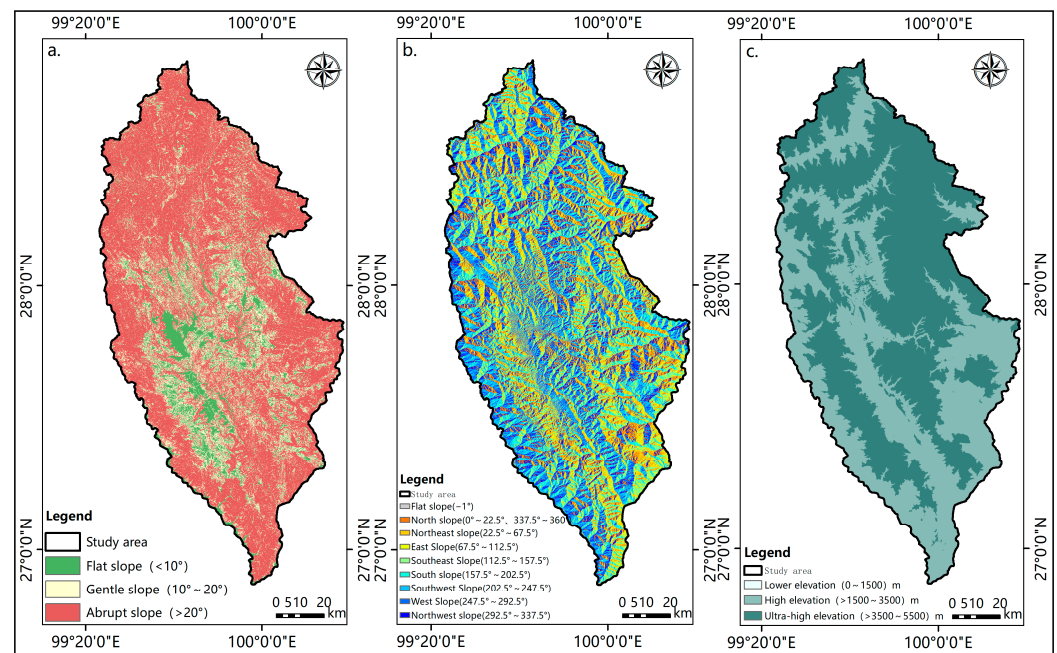 99°20'0"E 100°0'0"E 99°20'0"E 100°0'0"E 99°20'0"E 100°0'0"E
a. b. c.
28°0'0"N 28°0'0"N 28°0'0"N 28°0'0"N
27°0'0"N 27°0'0"N 27°0'0"N 27°0'0"N
Legend
Study area
Flat slope (<10°)
Gentle slope (10°~20°)
Abrupt slope (>20°)
0 510 20
km
Legend
Study area
Flat slope(−1°)
North slope(0°~22.5°、337.5°~360
Northeast slope(22.5°~67.5°)
East Slope(67.5°~112.5°)
Southeast Slope(112.5°~157.5°)
South slope(157.5°~202.5°)
Southwest Slope(202.5°~247.5°)
West Slope(247.5°~292.5°)
Northwest slope(292.5°~337.5°)
0 510 20
km
Legend
Study area
Lower elevation (0~1500) m
High elevation (>1500~3500) m
Ultra-high elevation (>3500~5500) m
0 510 20
km
99°20'0"E 100°0'0"E 99°20'0"E 100°0'0"E 99°20'0"E 100°0'0"E